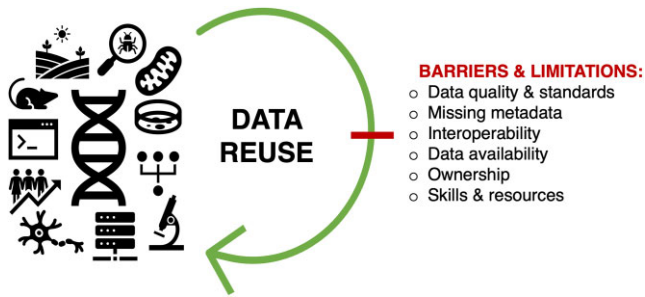 DATA
REUSE
BARRIERS & LIMITATIONS:
○ Data quality & standards
○ Missing metadata
○ Interoperability
○ Data availability
○ Ownership
○ Skills & resources